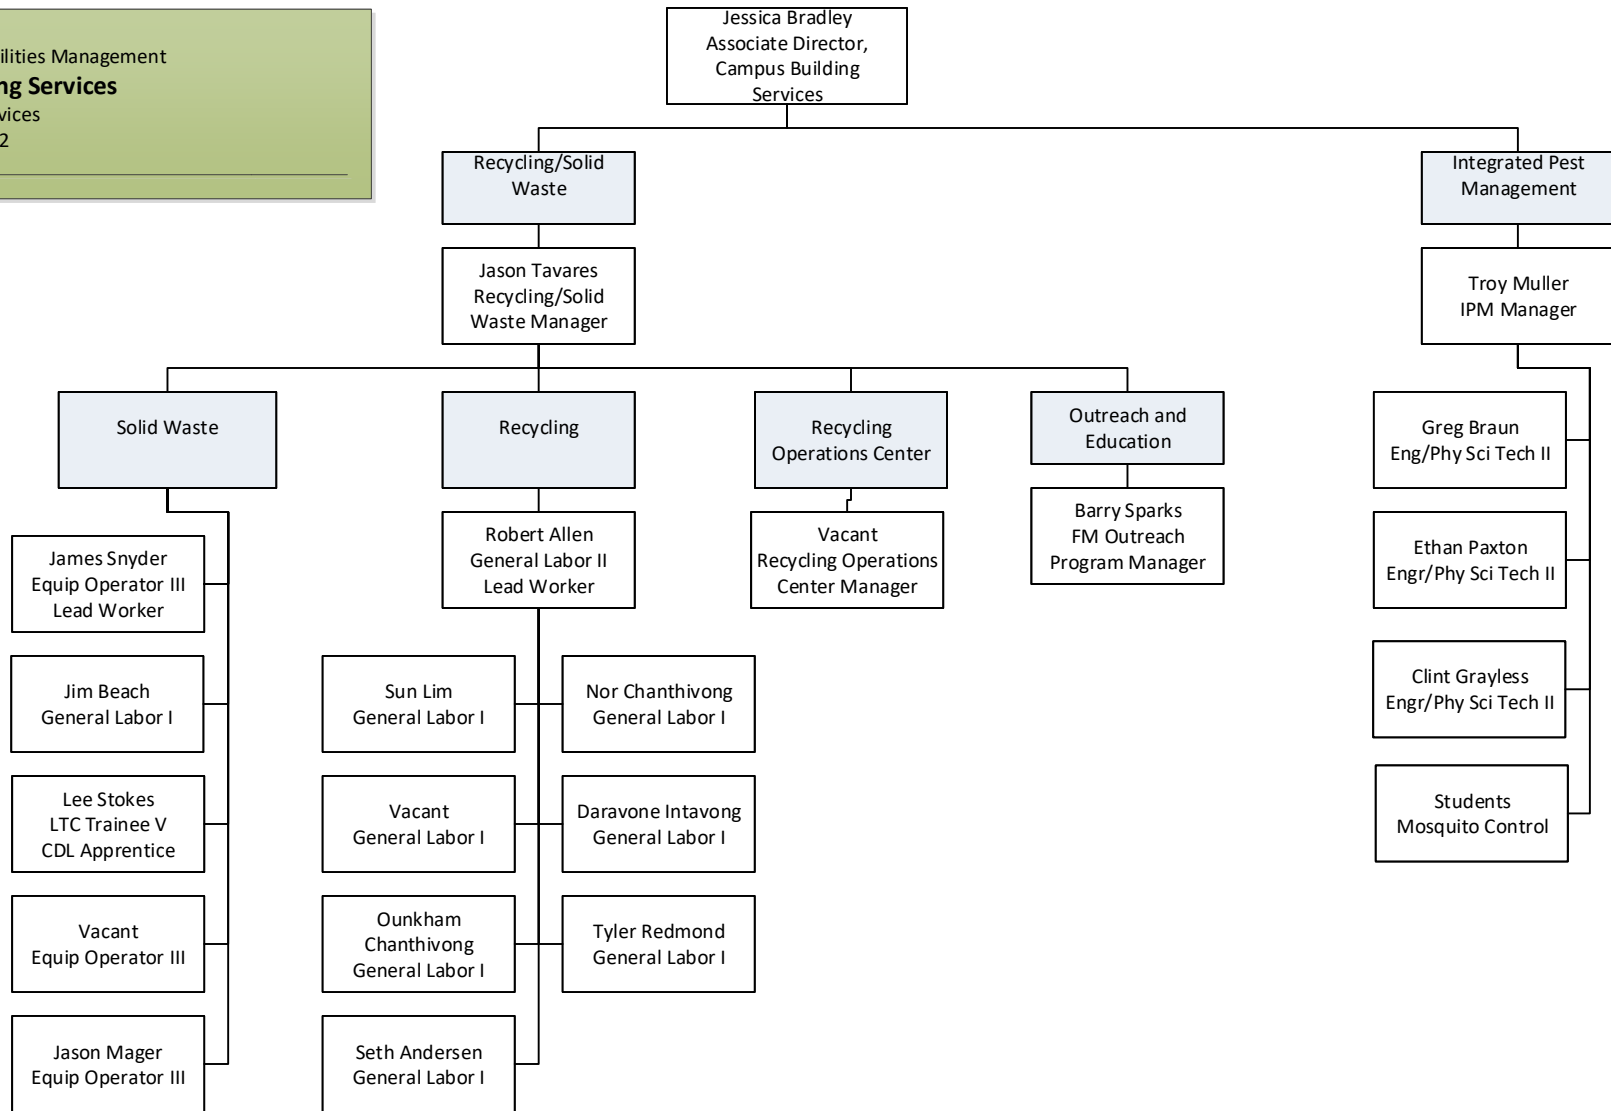 Jessica Bradley
Associate Director,
Campus Building
Services
ilities Management
ng Services
vices
2
Recycling/Solid
Waste
Integrated Pest
Management
Jason Tavares
Recycling/Solid
Waste Manager
Troy Muller
IPM Manager
Solid Waste
Recycling
Recycling
Operations Center
Outreach and
Education
James Snyder
Equip Operator III
Lead Worker
Jim Beach
General Labor I
Lee Stokes
LTC Trainee V
CDL Apprentice
Vacant
Equip Operator III
Jason Mager
Equip Operator III
Robert Allen
General Labor II
Lead Worker
Sun Lim
General Labor I
Nor Chanthivong
General Labor I
Vacant
General Labor I
Daravone Intavong
General Labor I
Ounkham
Chanthivong
General Labor I
Tyler Redmond
General Labor I
Seth Andersen
General Labor I
Vacant
Recycling Operations
Center Manager
Barry Sparks
FM Outreach
Program Manager
Greg Braun
Eng/Phy Sci Tech II
Ethan Paxton
Engr/Phy Sci Tech II
Clint Grayless
Engr/Phy Sci Tech II
Students
Mosquito Control